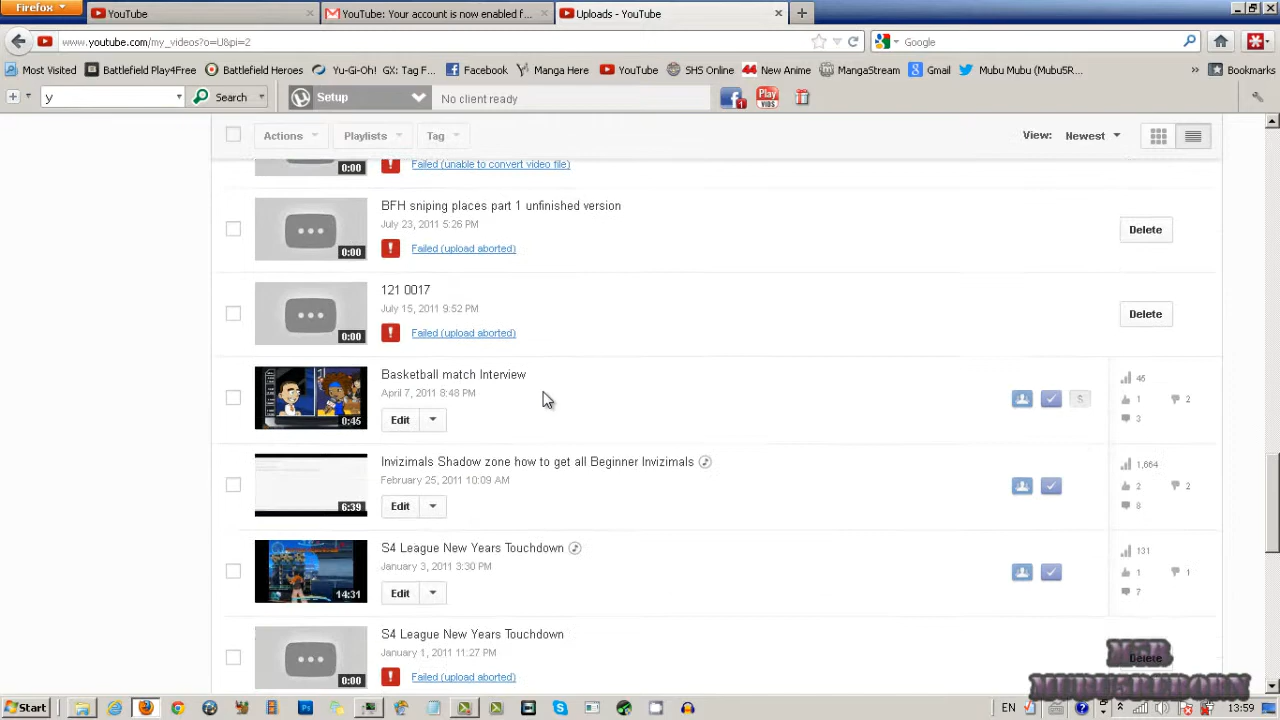 Firefox
YouTube
YouTube: Your account is now enabled f...
Uploads - YouTube
www.youtube.com/my_videos?o=U&pi=2
Google
Most Visited
Battlefield Play4Free
Battlefield Heroes
Yu-Gi-Oh! GX: Tag F...
Facebook
Manga Here
YouTube
SHS Online
44 New Anime
MangaStream
Gmail
Mubu Mubu (MubuSR...
Bookmarks
y
Search
Setup
No client ready
1
Play
VIBS
Actions
Playlists
Tag
View:
Newest
0:00
Failed (unable to convert video file)
BFH sniping places part 1 unfinished version
July 23, 2011 5:26 PM
0:00
Failed (upload aborted)
Delete
121 0017
July 15, 2011 9:52 PM
0:00
Failed (upload aborted)
Delete
Basketball match Interview
April 7, 2011 8:48 PM
0:45
Edit
$
45
1
2
3
Invizimals Shadow zone how to get all Beginner Invizimals
February 25, 2011 10:09 AM
6:39
Edit
1,664
2
2
8
S4 League New Years Touchdown
January 3, 2011 3:30 PM
14:31
Edit
131
1
1
7
S4 League New Years Touchdown
January 1, 2011 11:27 PM
0:00
Failed (upload aborted)
Delete
Start
EN
13:59